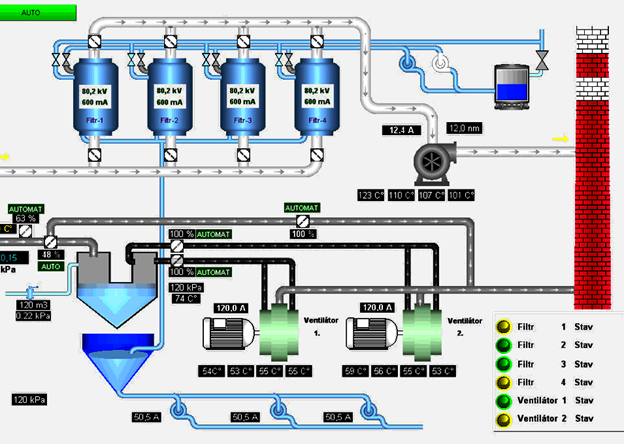 AUTO
80,2 kV
600 mA
Filtr-1
80,2 kV
600 mA
Filtr-2
80,2 kV
600 mA
Filtr-3
80,2 kV
600 mA
Filtr-4
12,4 A
12,0 nm
123 C° 110 C° 107 C° 101 C°
AUTOMAT
63 %
C°
0,15
kPa
48 %
AUTO
AUTOMAT
100 %
100 % AUTOMAT
100 % AUTOMAT
120 kPa
74 C°
120 m3
0.22 kPa
120,0 A
Ventilátor
1.
54C° 53 C° 55 C° 55 C°
120,0 A
Ventilátor
2.
59 C° 56 C° 55 C° 53 C°
120 kPa
50,5 A
50,5 A
50,5 A
Filtr 1 Stav
Filtr 2 Stav
Filtr 3 Stav
Filtr 4 Stav
Ventilátor 1 Stav
Ventilátor 2 Stav